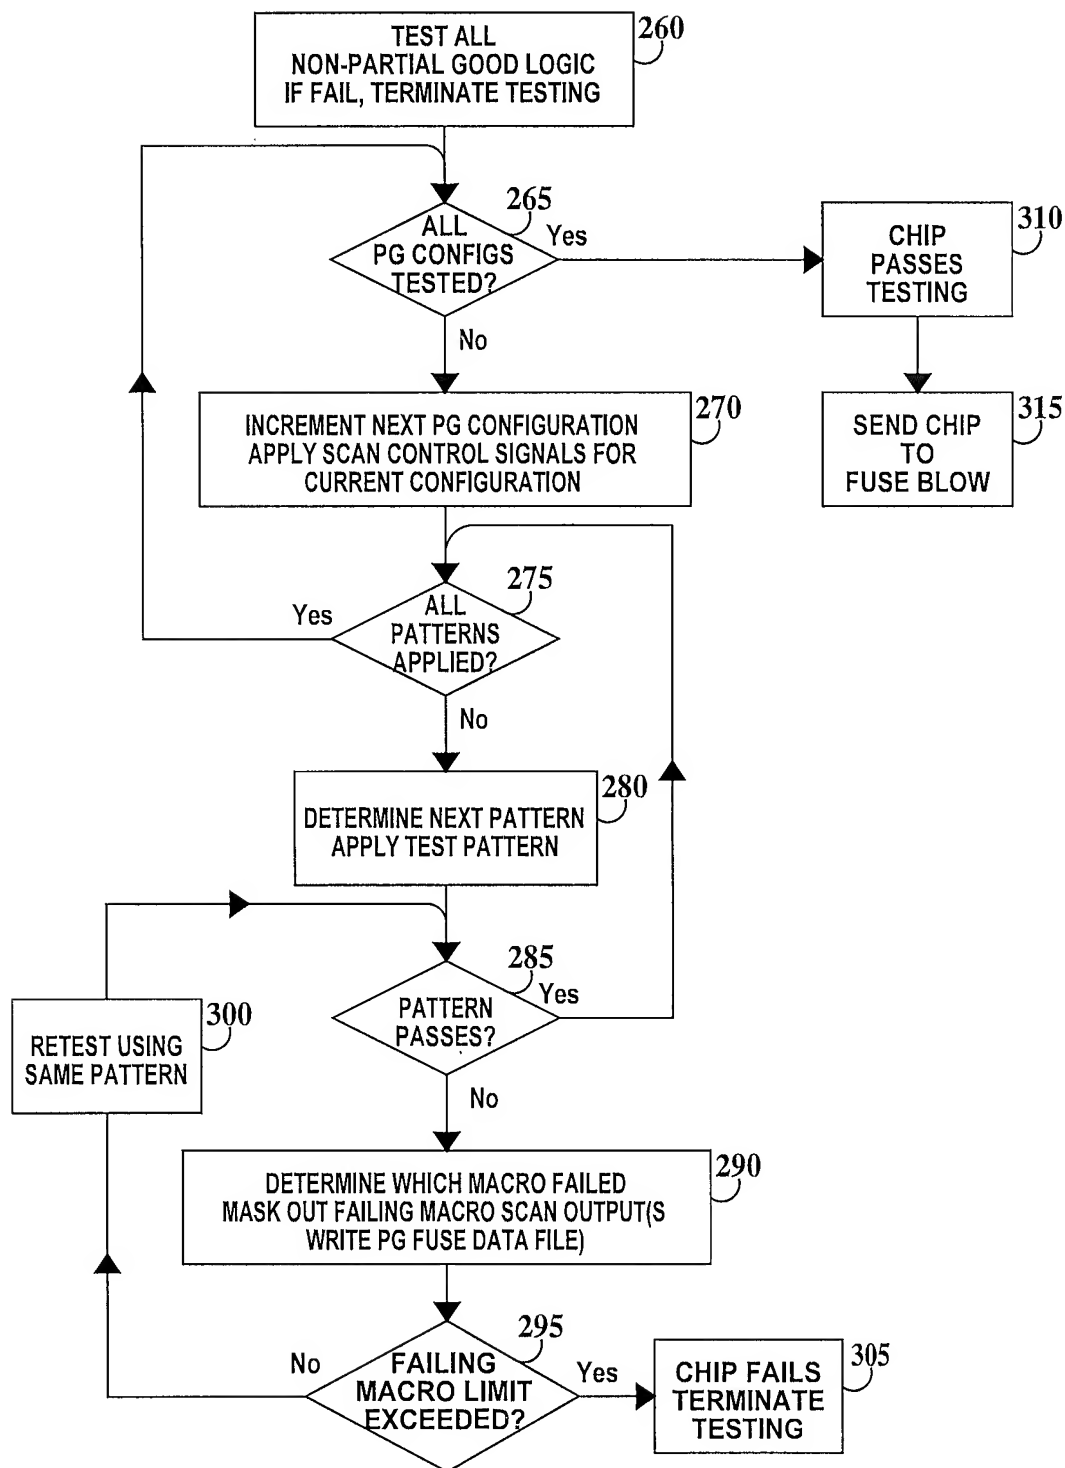 TEST ALL
NON-PARTIAL GOOD LOGIC
IF FAIL, TERMINATE TESTING
260
ALL
PG CONFIGS
TESTED?
265
Yes
No
CHIP
PASSES
TESTING
310
INCREMENT NEXT PG CONFIGURATION
APPLY SCAN CONTROL SIGNALS FOR
CURRENT CONFIGURATION
270
SEND CHIP
TO
FUSE BLOW
315
ALL
PATTERNS
APPLIED?
275
Yes
No
DETERMINE NEXT PATTERN
APPLY TEST PATTERN
280
PATTERN
PASSES?
285
Yes
No
RETEST USING
SAME PATTERN
300
DETERMINE WHICH MACRO FAILED
MASK OUT FAILING MACRO SCAN OUTPUT(S
WRITE PG FUSE DATA FILE)
290
FAILING
MACRO LIMIT
EXCEEDED?
295
No
Yes
CHIP FAILS
TERMINATE
TESTING
305